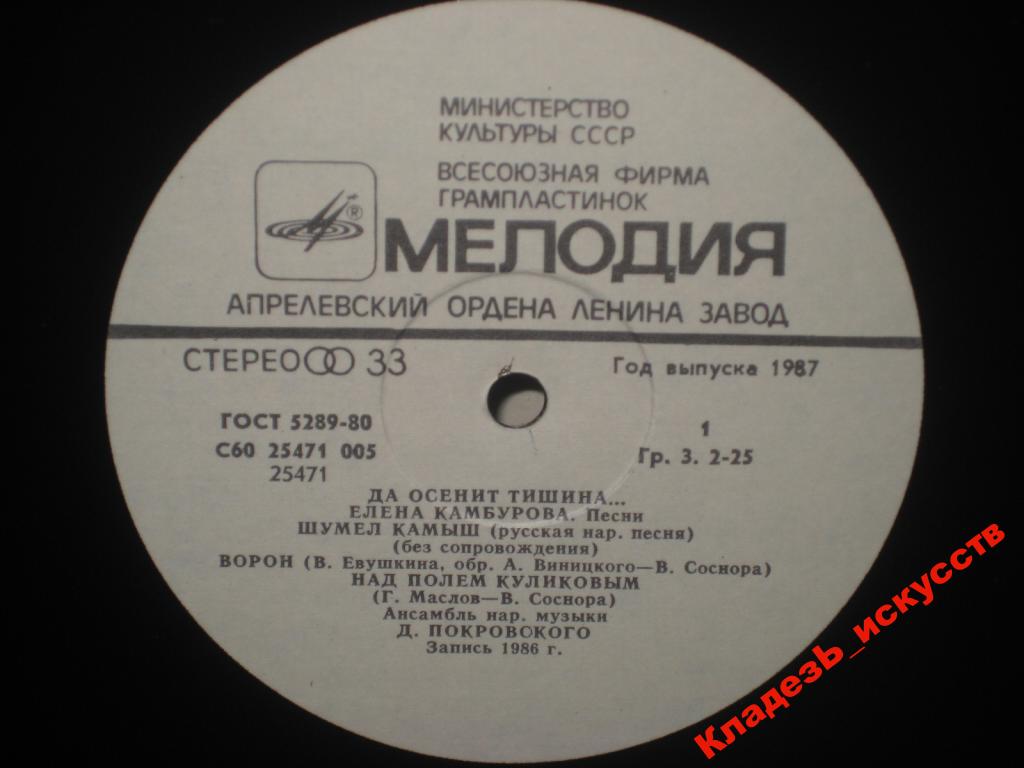 МИНИСТЕРСТВО
КУЛЬТУРЫ СССР
ВСЕСОЮЗНАЯ ФИРМА
ГРАМПЛАСТИНОК
®
МЕЛОДИЯ
АПРЕЛЕВСКИЙ ОРДЕНА ЛЕНИНА ЗАВОД
СТЕРЕО 33
Год выпуска 1987
ГОСТ 5289-80
С60 25471 005
25471
1
Гр. 3. 2-25
ДА ОСЕНИТ ТИШИНА...
ЕЛЕНА КАМБУРОВА. Песни
ШУМЕЛ КАМЫШ (русская нар. песня)
(без сопровождения)
ВОРОН (В. Евушкина, обр. А. Виницкого—В. Соснора)
НАД ПОЛЕМ КУЛИКОВЫМ
(Г. Маслов—В. Соснора)
Ансамбль нар. музыки
Д. ПОКРОВСКОГО
Запись 1986 г.
Кладезь_искусств